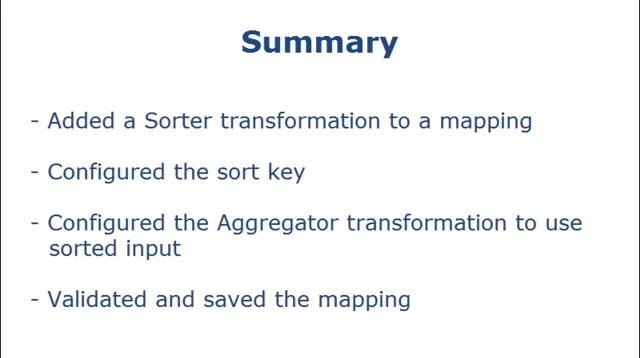 Summary
- Added a Sorter transformation to a mapping
- Configured the sort key
- Configured the Aggregator transformation to use
sorted input
- Validated and saved the mapping